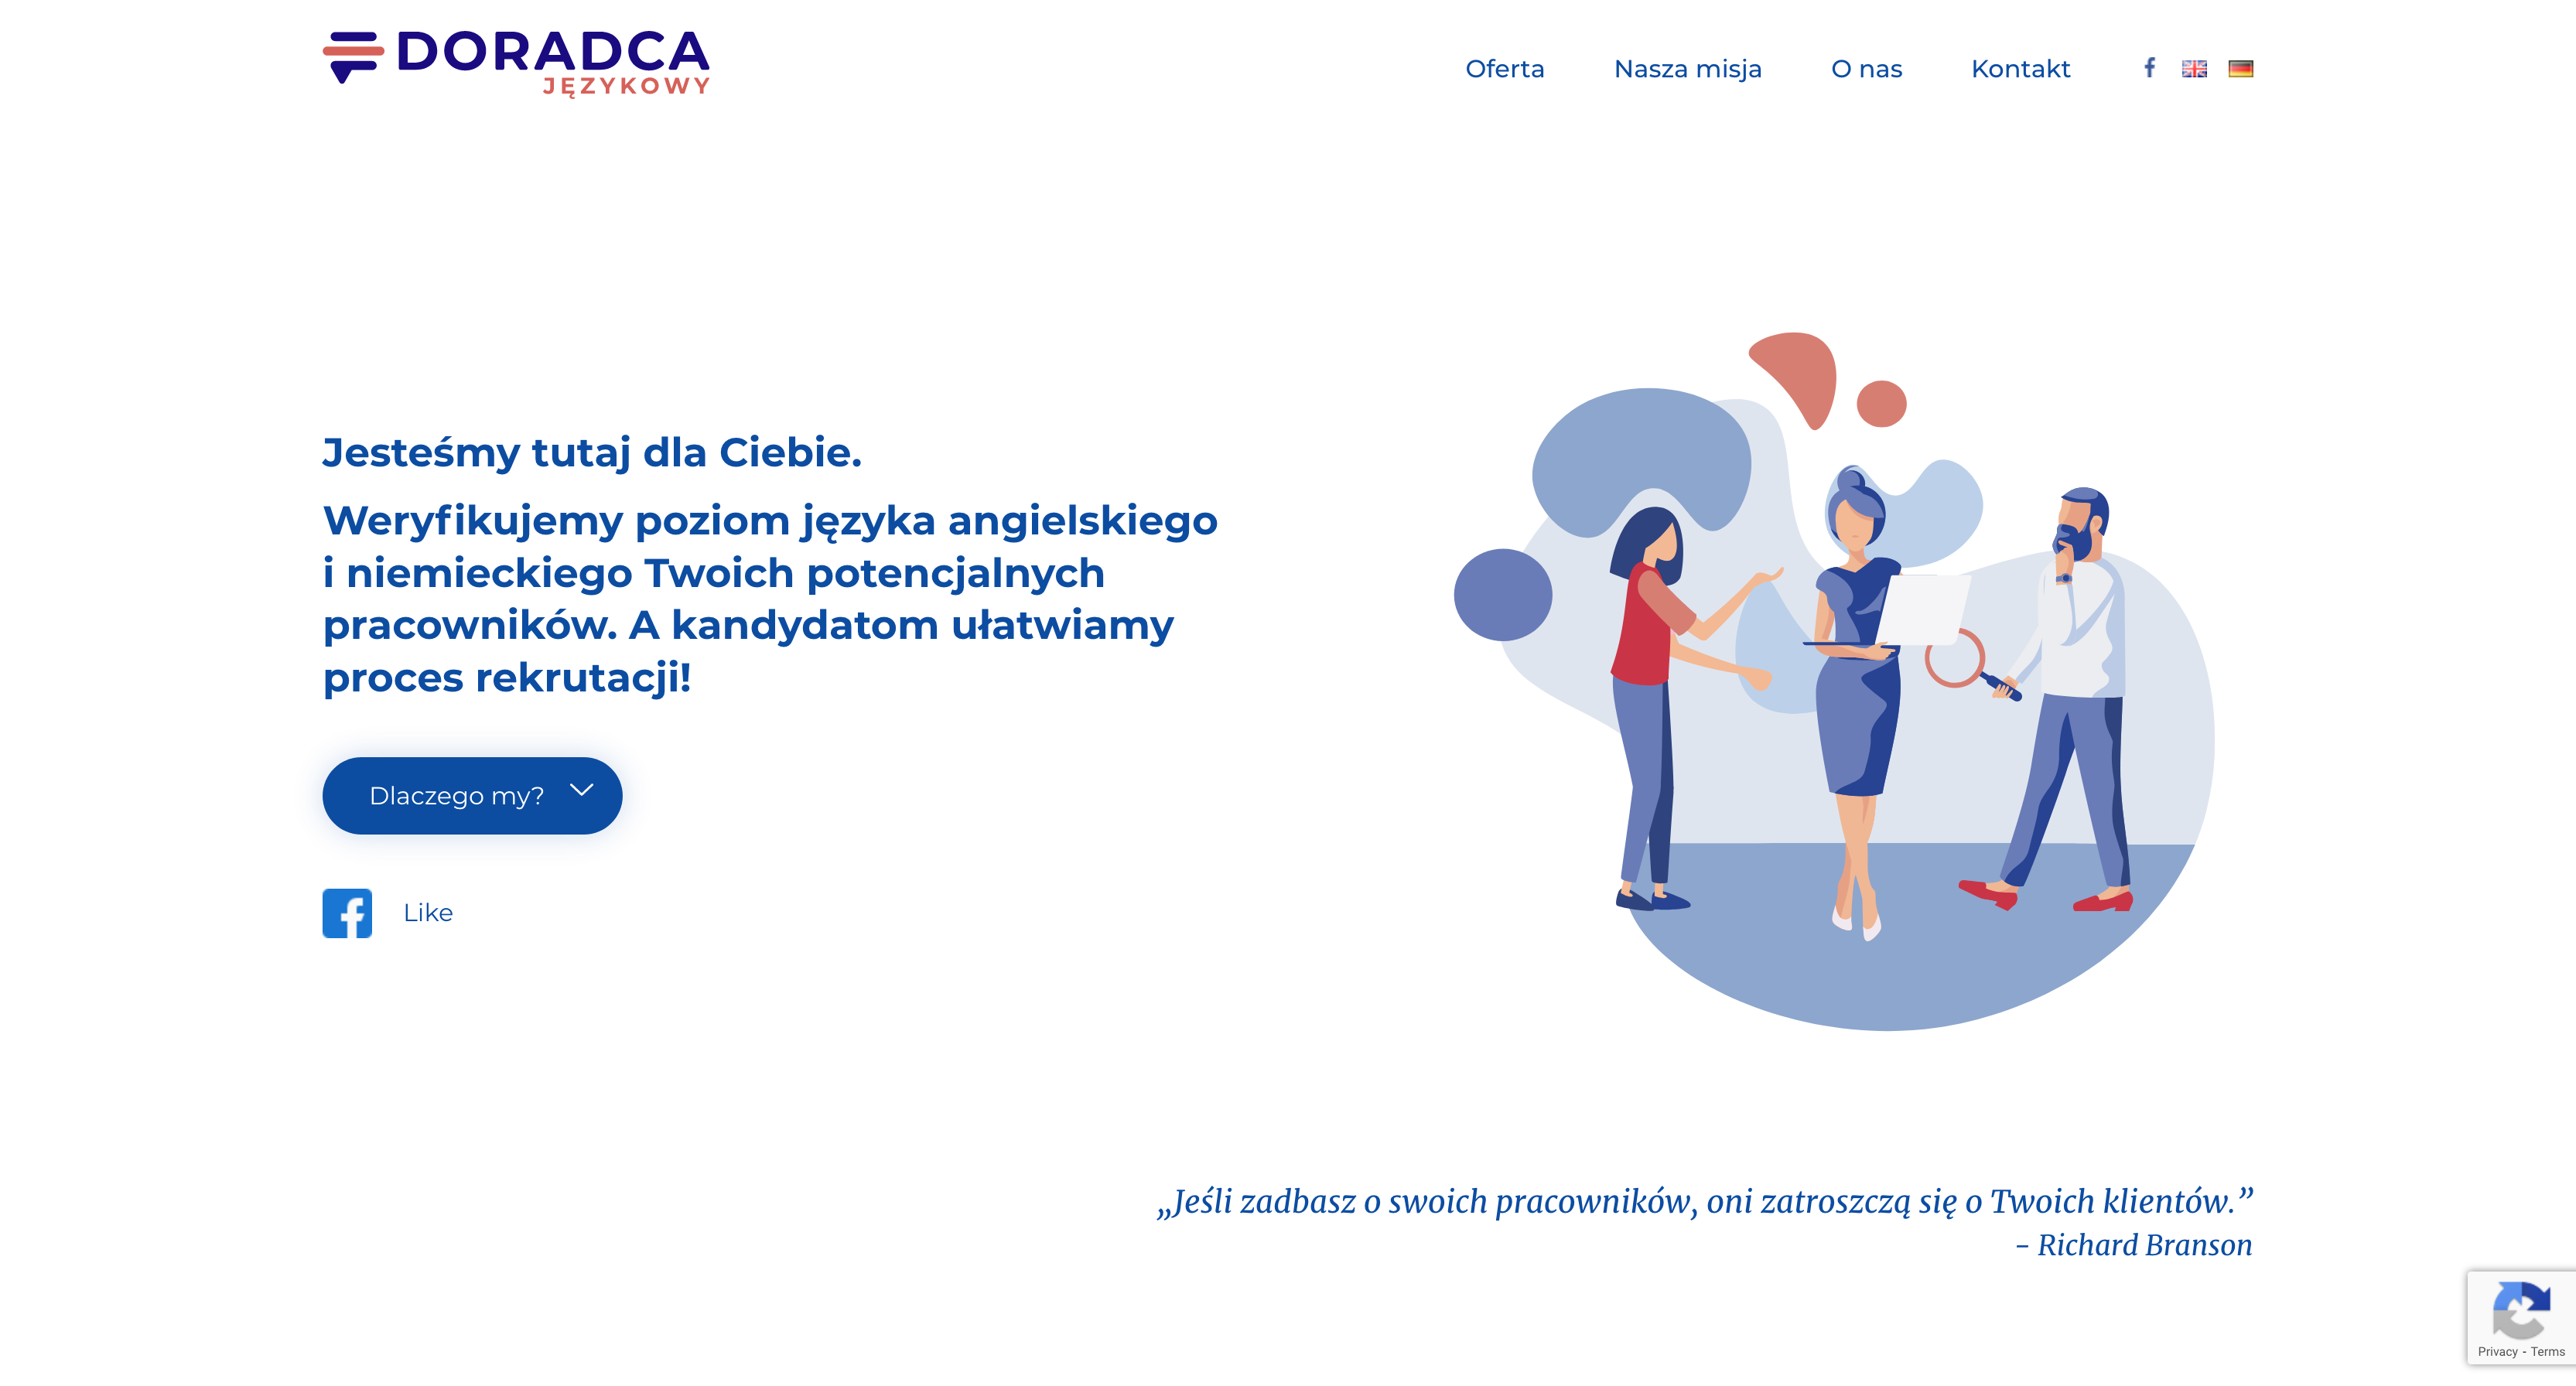 DORADCA
JĘZYKOWY
Oferta
Nasza misja
O nas
Kontakt
Jesteśmy tutaj dla Ciebie.
Weryfikujemy poziom języka angielskiego
i niemieckiego Twoich potencjalnych
pracowników. A kandydatom ułatwiamy
proces rekrutacji!
Dlaczego my?
Like
„Jeśli zadbasz o swoich pracowników, oni zatroszczą się o Twoich klientów.”
- Richard Branson
Privacy - Terms